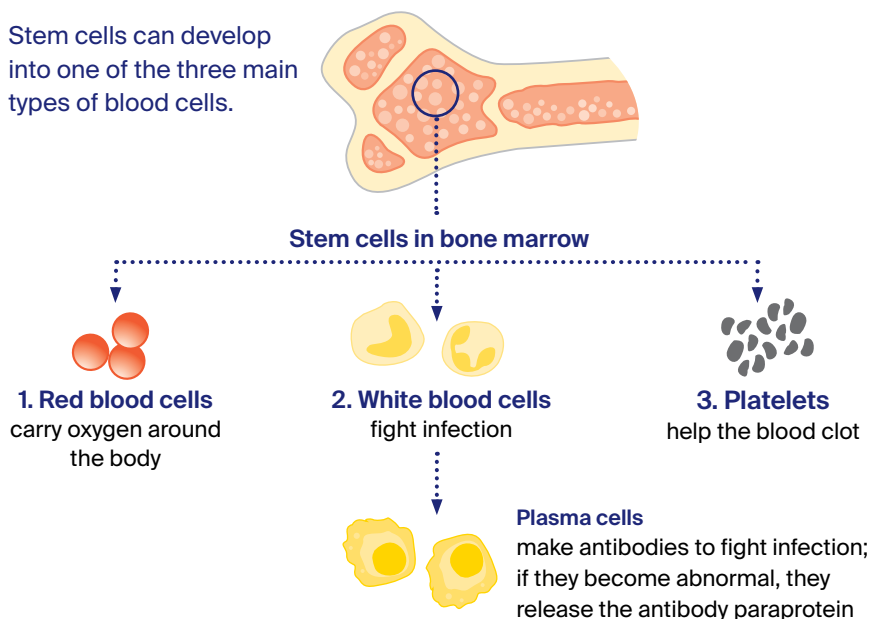 Stem cells can develop
into one of the three main
types of blood cells.
Stem cells in bone marrow
1. Red blood cells
carry oxygen around
the body
2. White blood cells
fight infection
3. Platelets
help the blood clot
Plasma cells
make antibodies to fight infection;
if they become abnormal, they
release the antibody paraprotein